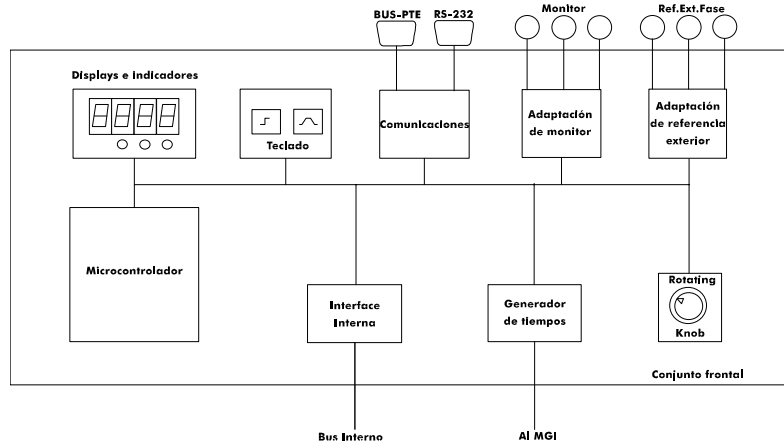 BUS-PTE
RS-232
Monitor
Ref.Ext.Fase
Displays e indicadores
8888
Teclado
Comunicaciones
Adaptación
de monitor
Adaptación
de referencia
exterior
Microcontrolador
Interface
Interna
Generador
de tiempos
Rotating
Knob
Conjunto frontal
Bus Interno
Al MGI